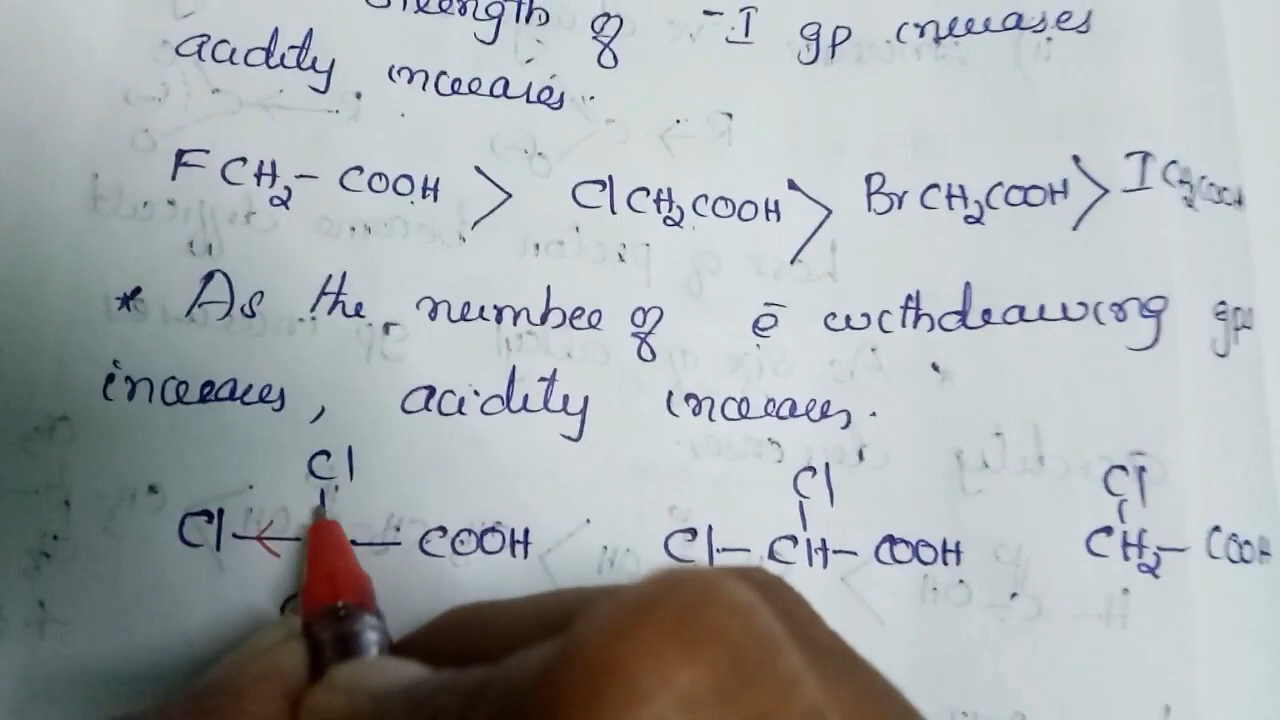 strength of -I gp increases
acidity increases.
FCH₂-COOH > ClCH₂COOH > BrCH₂COOH > ICH₂COOH
* As the number of ē withdrawing gp
increases, acidity increases.
Cl Cl Cl
Cl — COOH Cl-CH-COOH CH₂-COOH